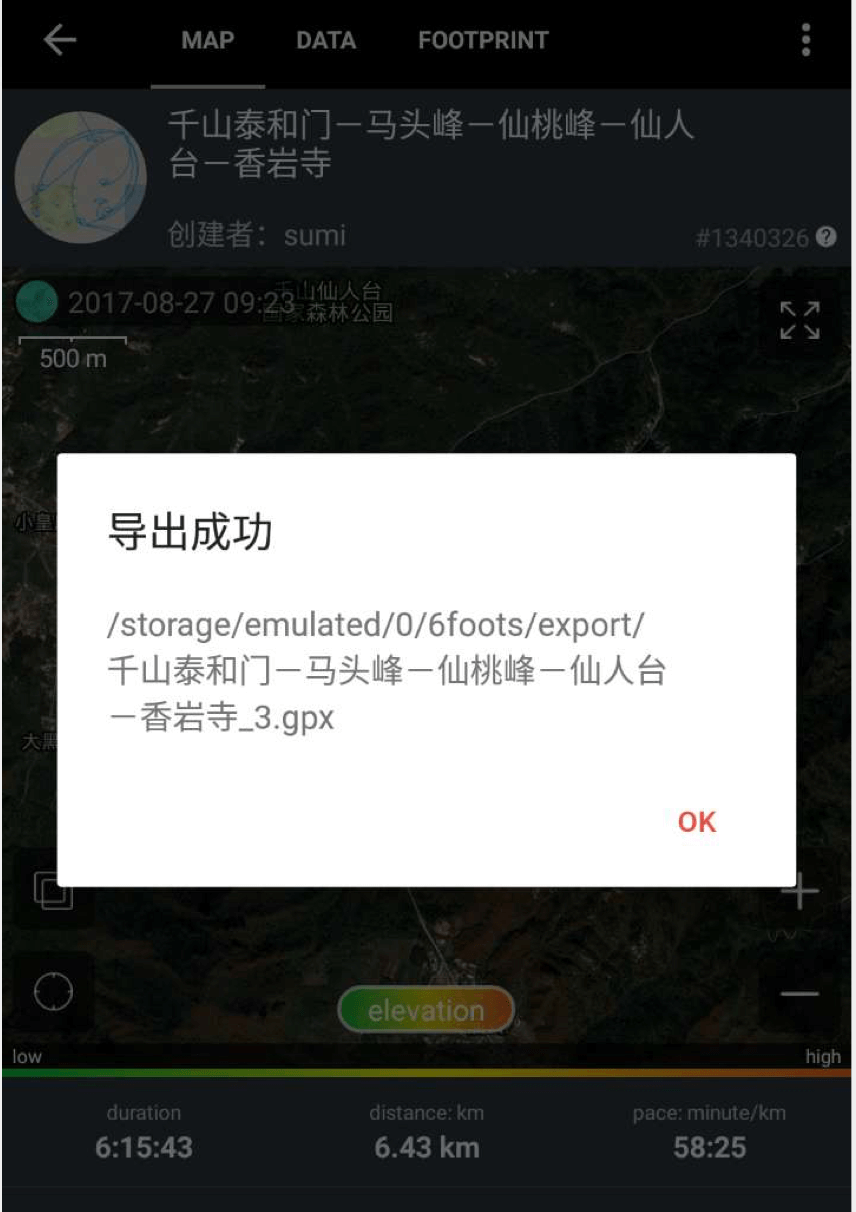 MAP DATA FOOTPRINT
千山泰和门－马头峰－仙桃峰－仙人
台－香岩寺
创建者：sumi
#1340326 ?
2017-08-27 09:23
千山仙人台
国家森林公园
500 m
小皇
导出成功
/storage/emulated/0/6foots/export/
千山泰和门－马头峰－仙桃峰－仙人台
－香岩寺_3.gpx
大黑
OK
elevation
low high
duration distance: km pace: minute/km
6:15:43 6.43 km 58:25